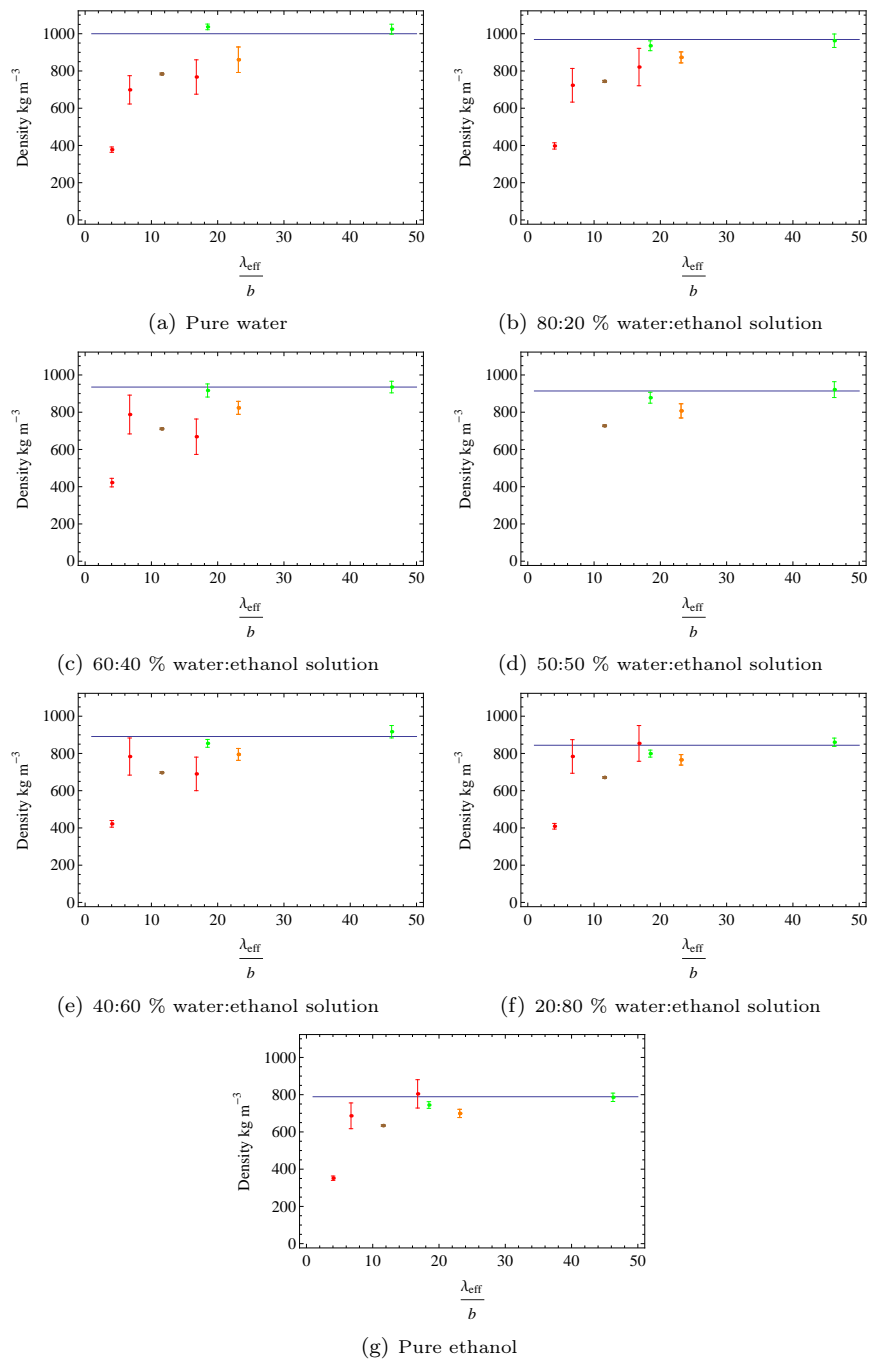 1000
800
600
400
200
0
Density kg m⁻³
0 10 20 30 40 50
λeff
b
(a) Pure water
1000
800
600
400
200
0
Density kg m⁻³
0 10 20 30 40 50
λeff
b
(b) 80:20 % water:ethanol solution
1000
800
600
400
200
0
Density kg m⁻³
0 10 20 30 40 50
λeff
b
(c) 60:40 % water:ethanol solution
1000
800
600
400
200
0
Density kg m⁻³
0 10 20 30 40 50
λeff
b
(d) 50:50 % water:ethanol solution
1000
800
600
400
200
0
Density kg m⁻³
0 10 20 30 40 50
λeff
b
(e) 40:60 % water:ethanol solution
1000
800
600
400
200
0
Density kg m⁻³
0 10 20 30 40 50
λeff
b
(f) 20:80 % water:ethanol solution
1000
800
600
400
200
0
Density kg m⁻³
0 10 20 30 40 50
λeff
b
(g) Pure ethanol